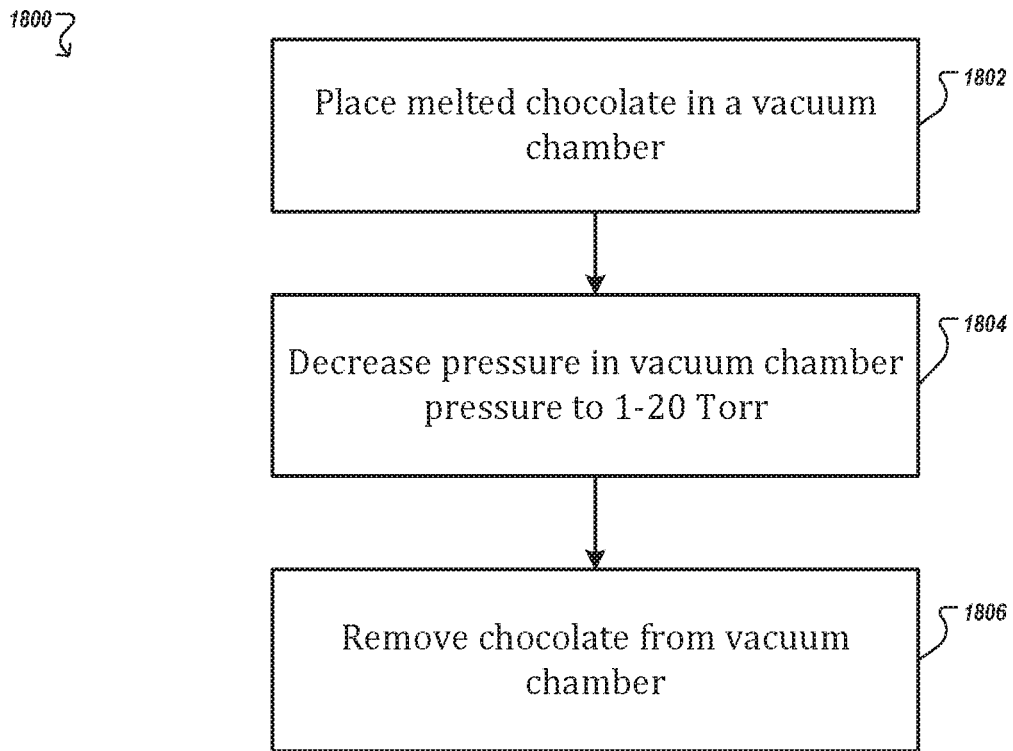 1800
Place melted chocolate in a vacuum
chamber
1802
Decrease pressure in vacuum chamber
pressure to 1-20 Torr
1804
Remove chocolate from vacuum
chamber
1806